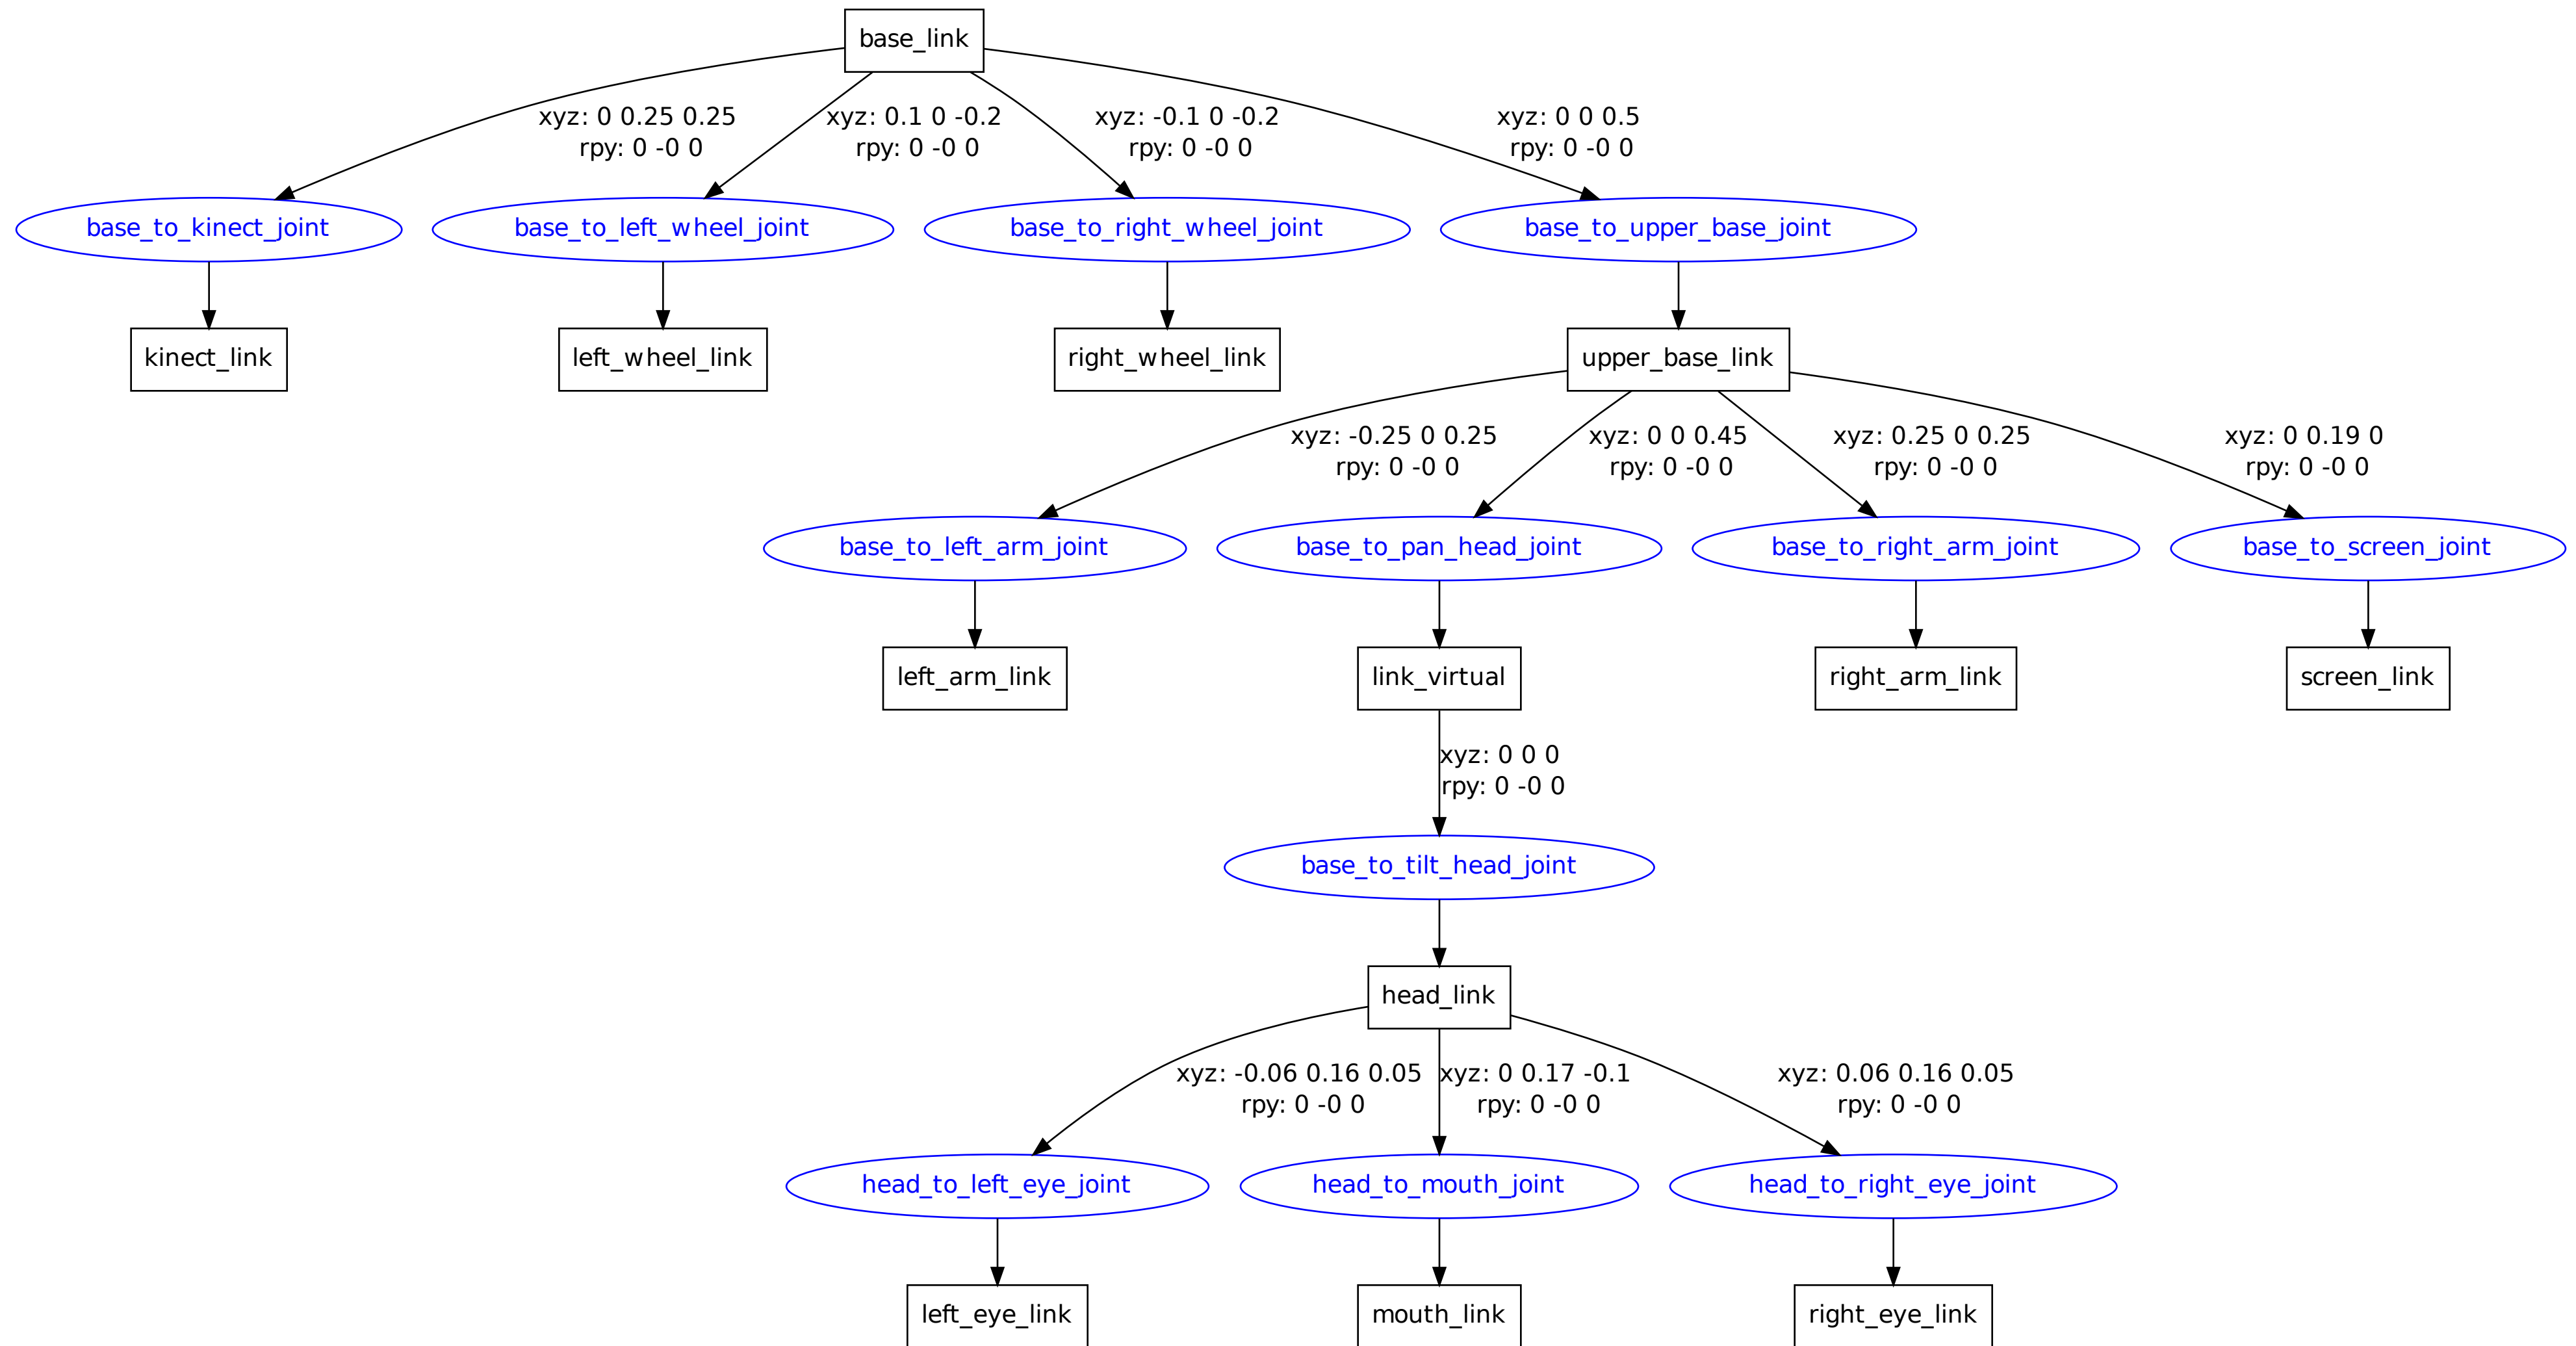 base_link
xyz: 0 0.25 0.25
rpy: 0 -0 0
xyz: 0.1 0 -0.2
rpy: 0 -0 0
xyz: -0.1 0 -0.2
rpy: 0 -0 0
xyz: 0 0 0.5
rpy: 0 -0 0
base_to_kinect_joint
base_to_left_wheel_joint
base_to_right_wheel_joint
base_to_upper_base_joint
kinect_link
left_wheel_link
right_wheel_link
upper_base_link
xyz: -0.25 0 0.25
rpy: 0 -0 0
xyz: 0 0 0.45
rpy: 0 -0 0
xyz: 0.25 0 0.25
rpy: 0 -0 0
xyz: 0 0.19 0
rpy: 0 -0 0
base_to_left_arm_joint
base_to_pan_head_joint
base_to_right_arm_joint
base_to_screen_joint
left_arm_link
link_virtual
right_arm_link
screen_link
xyz: 0 0 0
rpy: 0 -0 0
base_to_tilt_head_joint
head_link
xyz: -0.06 0.16 0.05
rpy: 0 -0 0
xyz: 0 0.17 -0.1
rpy: 0 -0 0
xyz: 0.06 0.16 0.05
rpy: 0 -0 0
head_to_left_eye_joint
head_to_mouth_joint
head_to_right_eye_joint
left_eye_link
mouth_link
right_eye_link